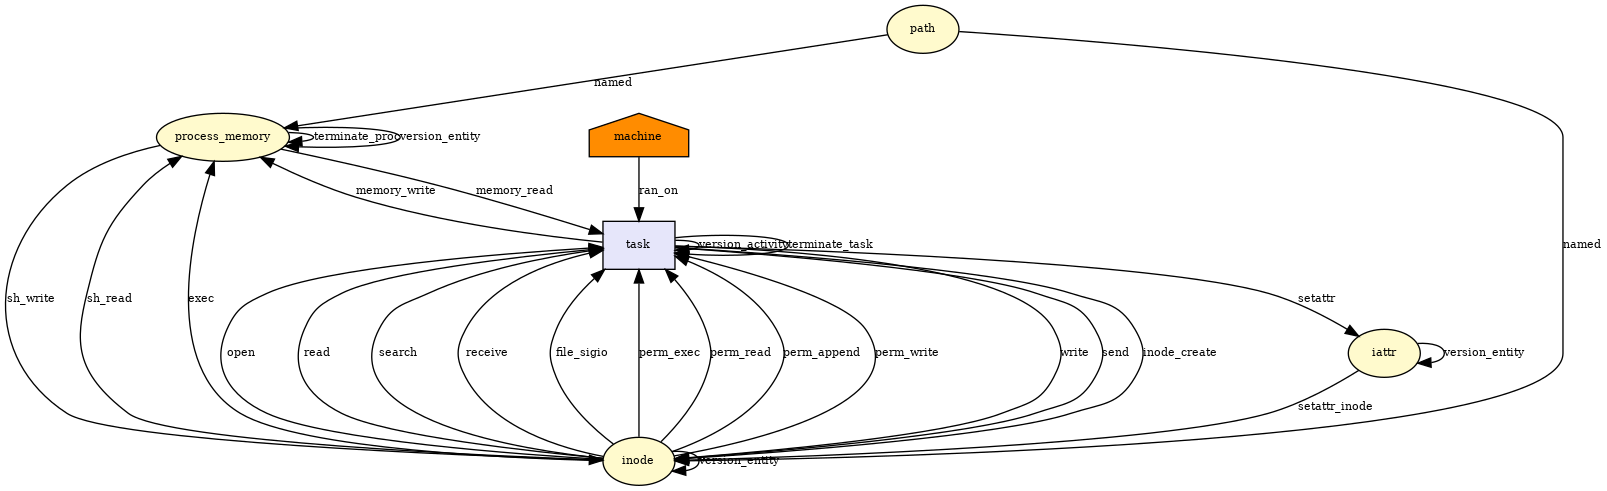 path
named
process_memory
terminate_proc
version_entity
machine
memory_write
memory_read
ran_on
task
version_activity
terminate_task
named
sh_write
sh_read
exec
setattr
open
read
search
receive
file_sigio
perm_exec
perm_read
perm_append
perm_write
write
send
inode_create
iattr
version_entity
setattr_inode
inode
version_entity